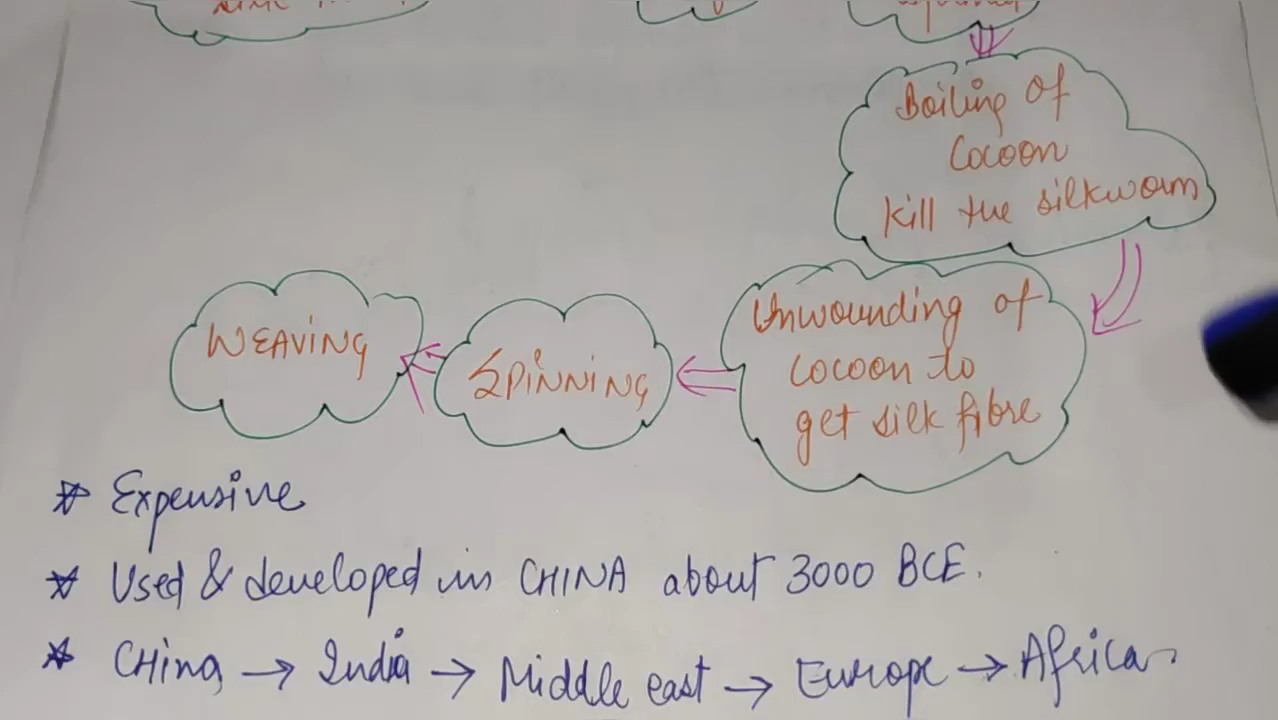 Boiling of
Cocoon
kill the silkworm
Unwounding of
cocoon to
get silk fibre
SPINNING
WEAVING
* Expensive
* Used & developed in CHINA about 3000 BCE.
* CHina → India → Middle east → Europe → Africa